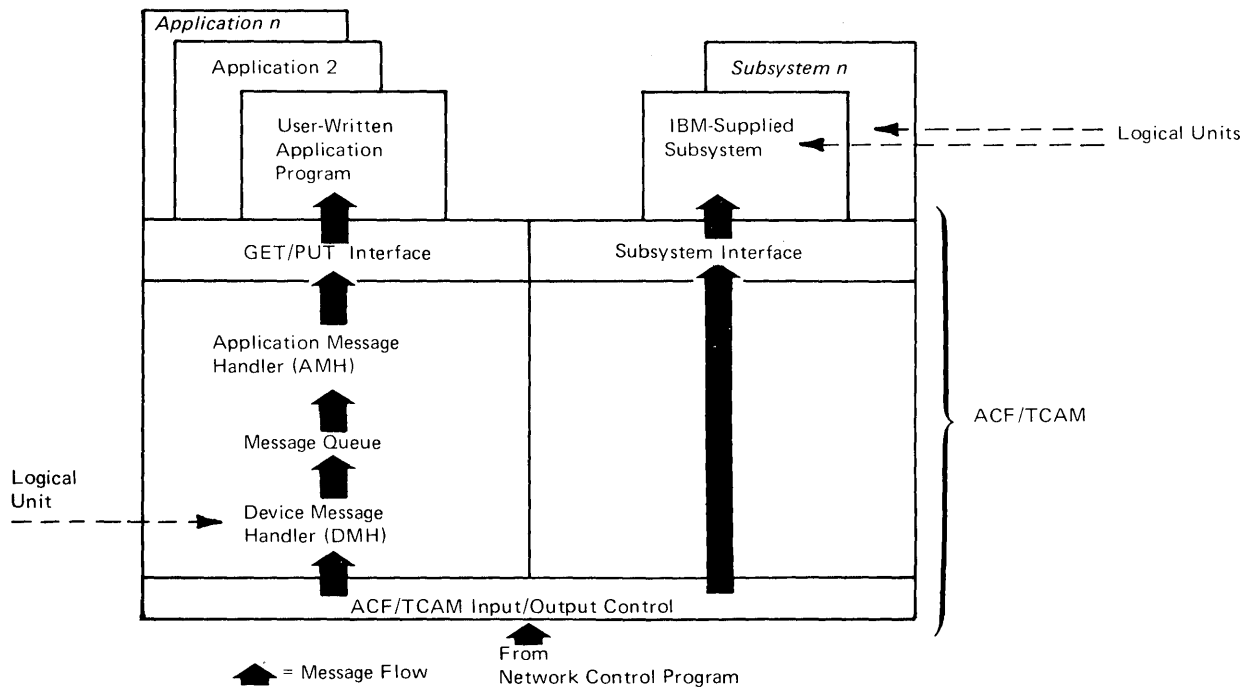 Application n
Application 2
User-Written
Application
Program
Subsystem n
IBM-Supplied
Subsystem
Logical Units
GET/PUT Interface
Subsystem Interface
Application Message
Handler (AMH)
Message Queue
Logical
Unit
Device Message
Handler (DMH)
ACF/TCAM
ACF/TCAM Input/Output Control
= Message Flow
From
Network Control Program